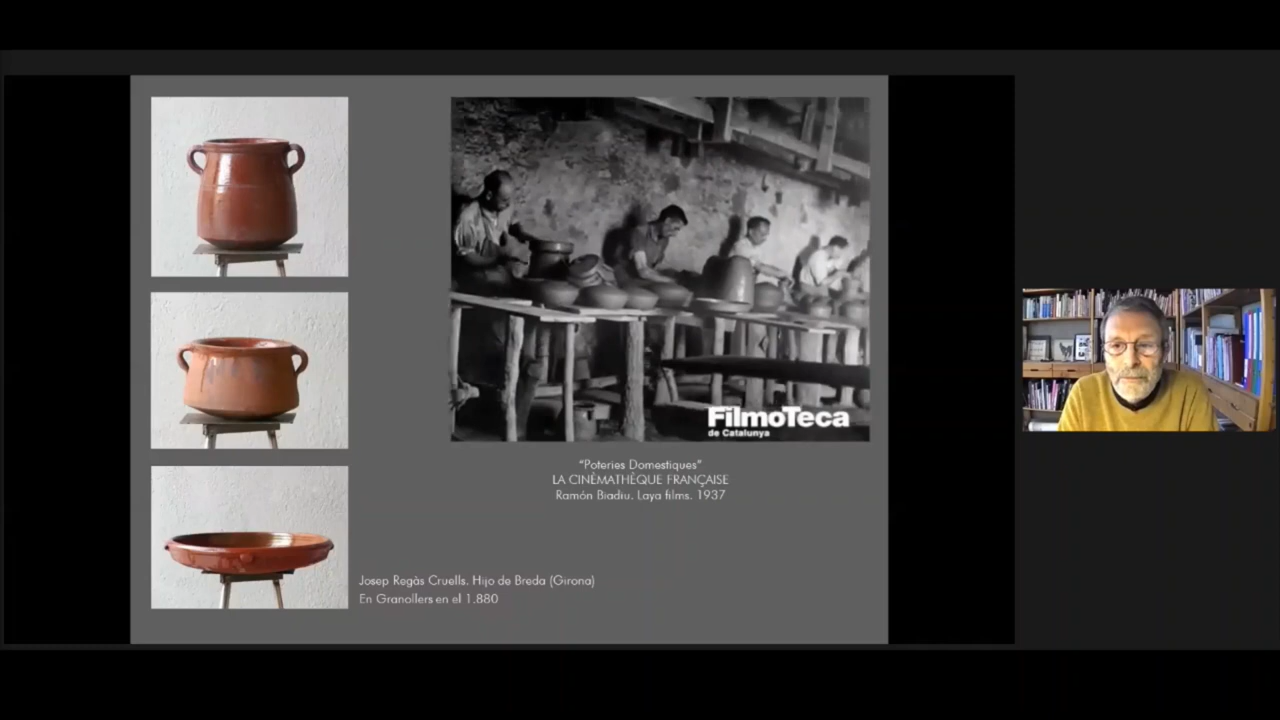 FilmoTeca
de Catalunya
"Poteries Domestiques"
LA CINÈMATHÈQUE FRANÇAISE
Ramón Biadiu. Laya films. 1937
Josep Regàs Cruells. Hijo de Breda (Girona)
En Granollers en el 1.880